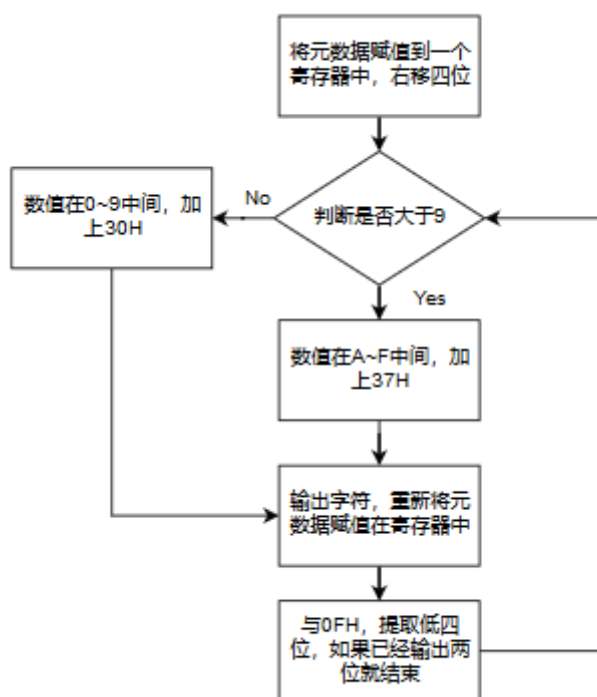 将元数据赋值到一个
寄存器中，右移四位
判断是否大于9
No
数值在0~9中间，加
上30H
Yes
数值在A~F中间，加
上37H
输出字符，重新将元
数据赋值在寄存器中
与0FH，提取低四
位，如果已经输出两
位就结束